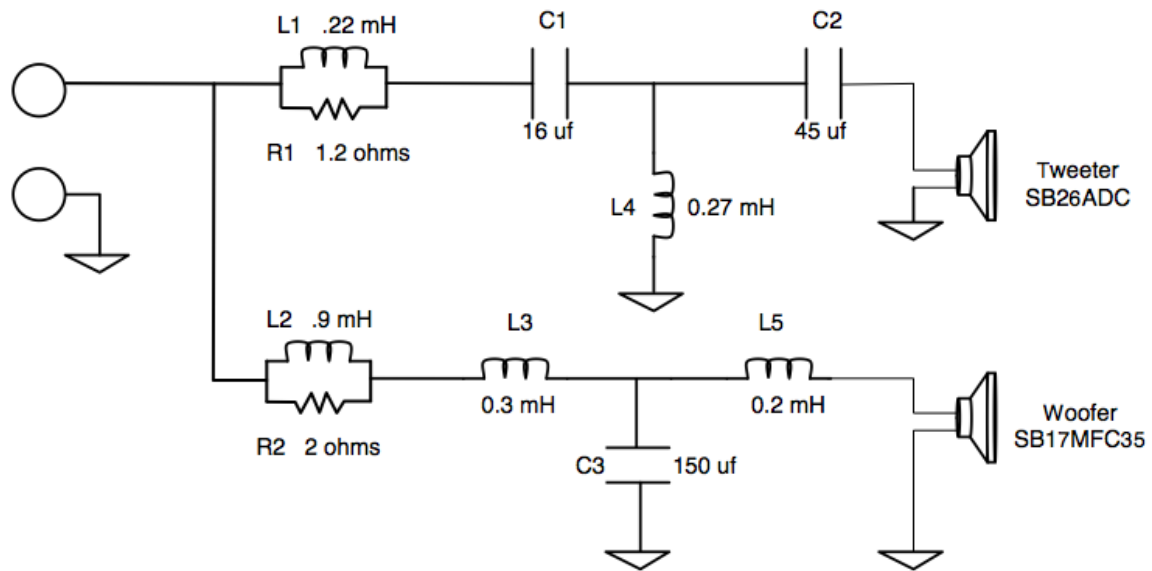 L1 .22 mH
R1 1.2 ohms
C1
16 uf
C2
45 uf
L4 0.27 mH
Tweeter
SB26ADC
L2 .9 mH
R2 2 ohms
L3
0.3 mH
L5
0.2 mH
C3 150 uf
Woofer
SB17MFC35